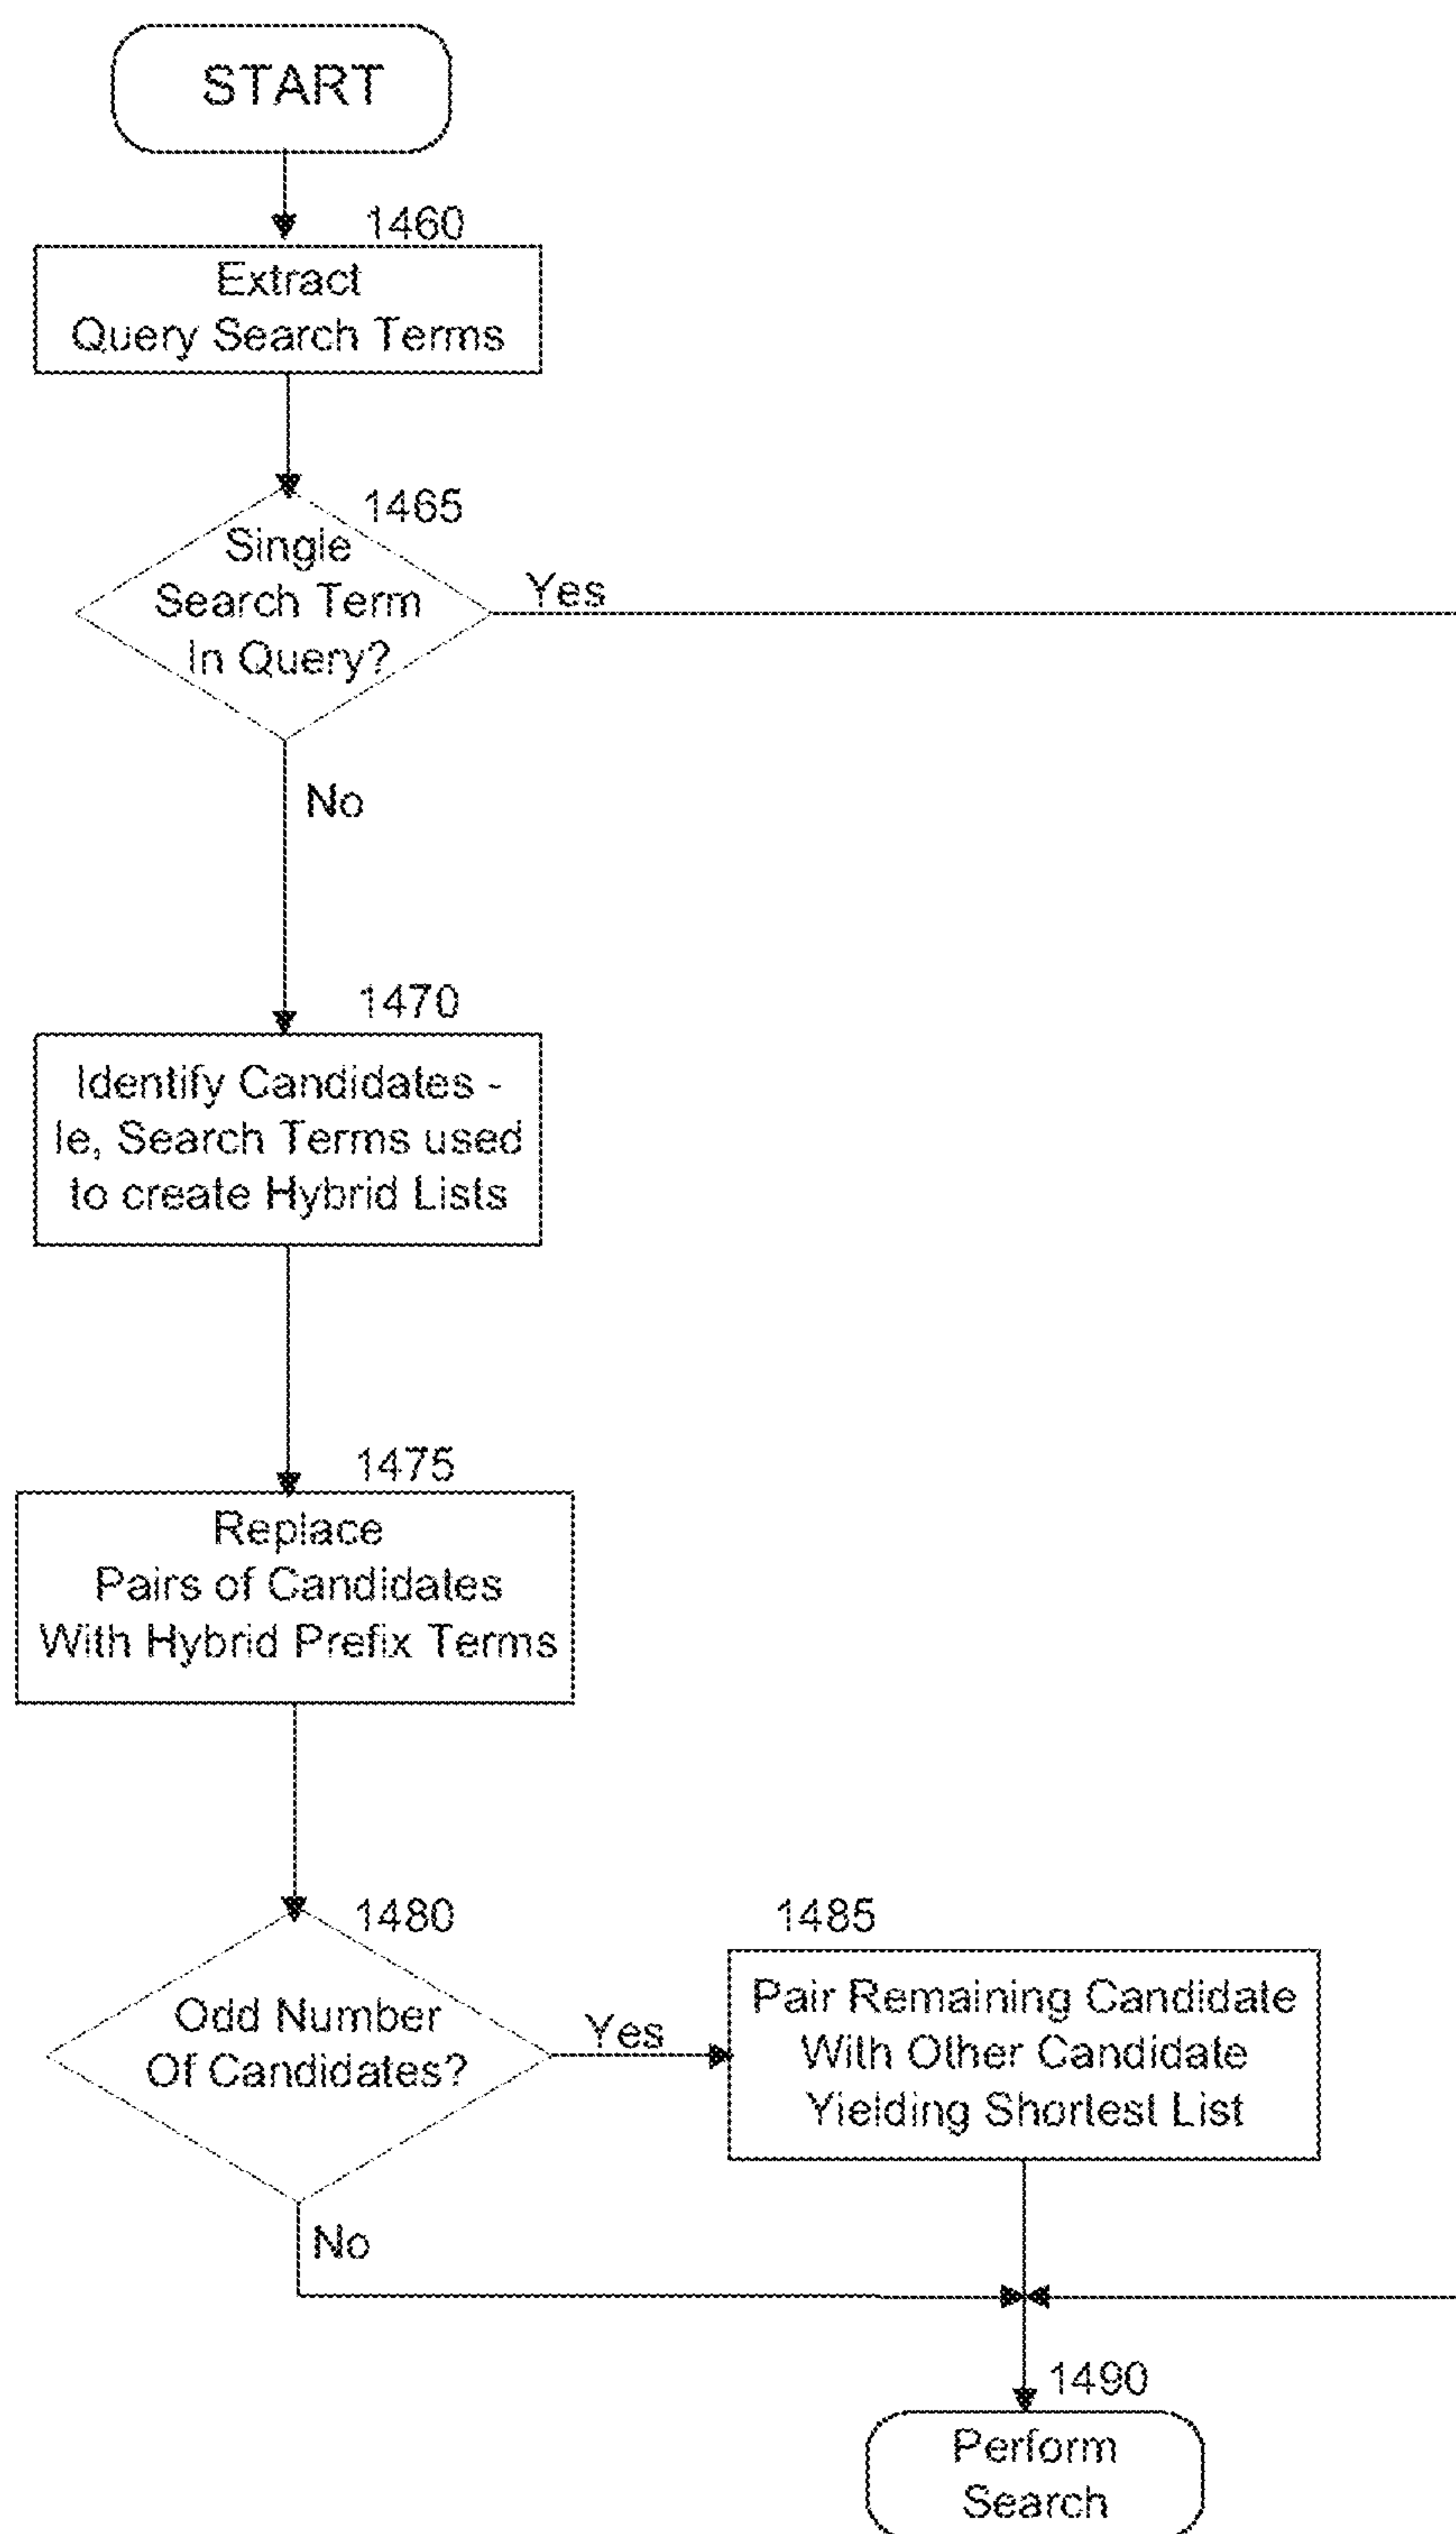 START
1460
Extract
Query Search Terms
1465
Single
Search Term
In Query?
Yes
No
1470
Identify Candidates -
Ie, Search Terms used
to create Hybrid Lists
1475
Replace
Pairs of Candidates
With Hybrid Prefix Terms
1480
Odd Number
Of Candidates?
Yes
No
1485
Pair Remaining Candidate
With Other Candidate
Yielding Shortest List
1490
Perform
Search